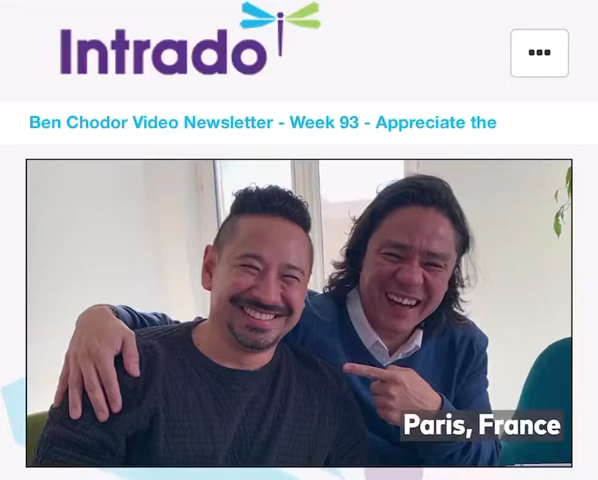 Intrado
Ben Chodor Video Newsletter - Week 93 - Appreciate the
Paris, France